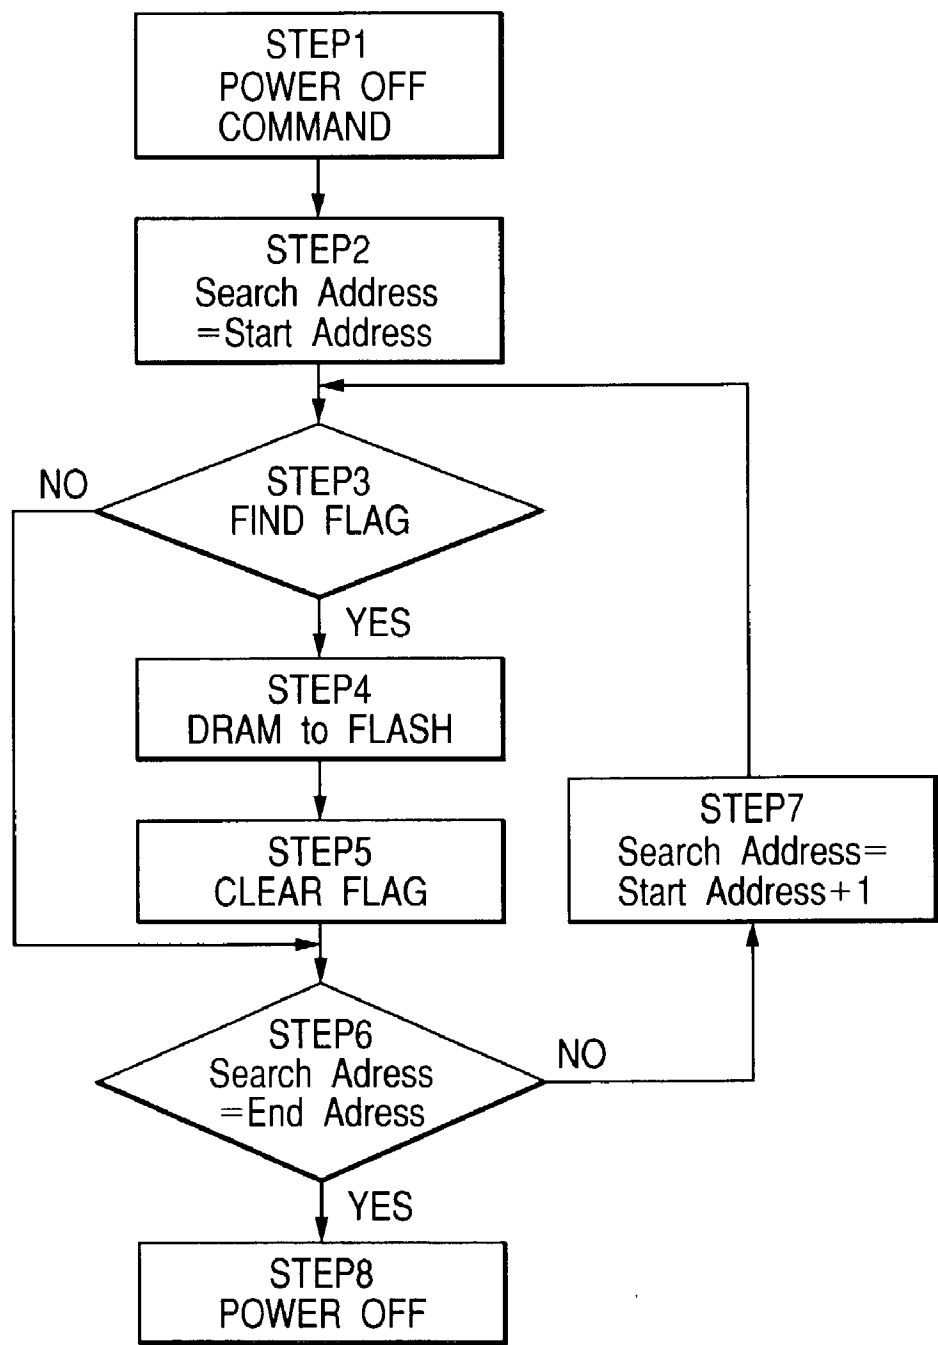 STEP1
POWER OFF
COMMAND
STEP2
Search Address
=Start Address
STEP3
FIND FLAG
NO
YES
STEP4
DRAM to FLASH
STEP5
CLEAR FLAG
STEP6
Search Adress
=End Adress
NO
STEP7
Search Address=
Start Address+1
YES
STEP8
POWER OFF